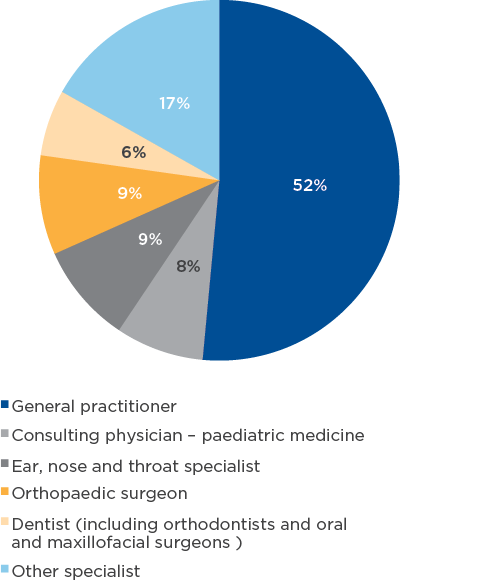 17%
6%
52%
9%
9%
8%
General practitioner
Consulting physician – paediatric medicine
Ear, nose and throat specialist
Orthopaedic surgeon
Dentist (including orthodontists and oral
and maxillofacial surgeons )
Other specialist